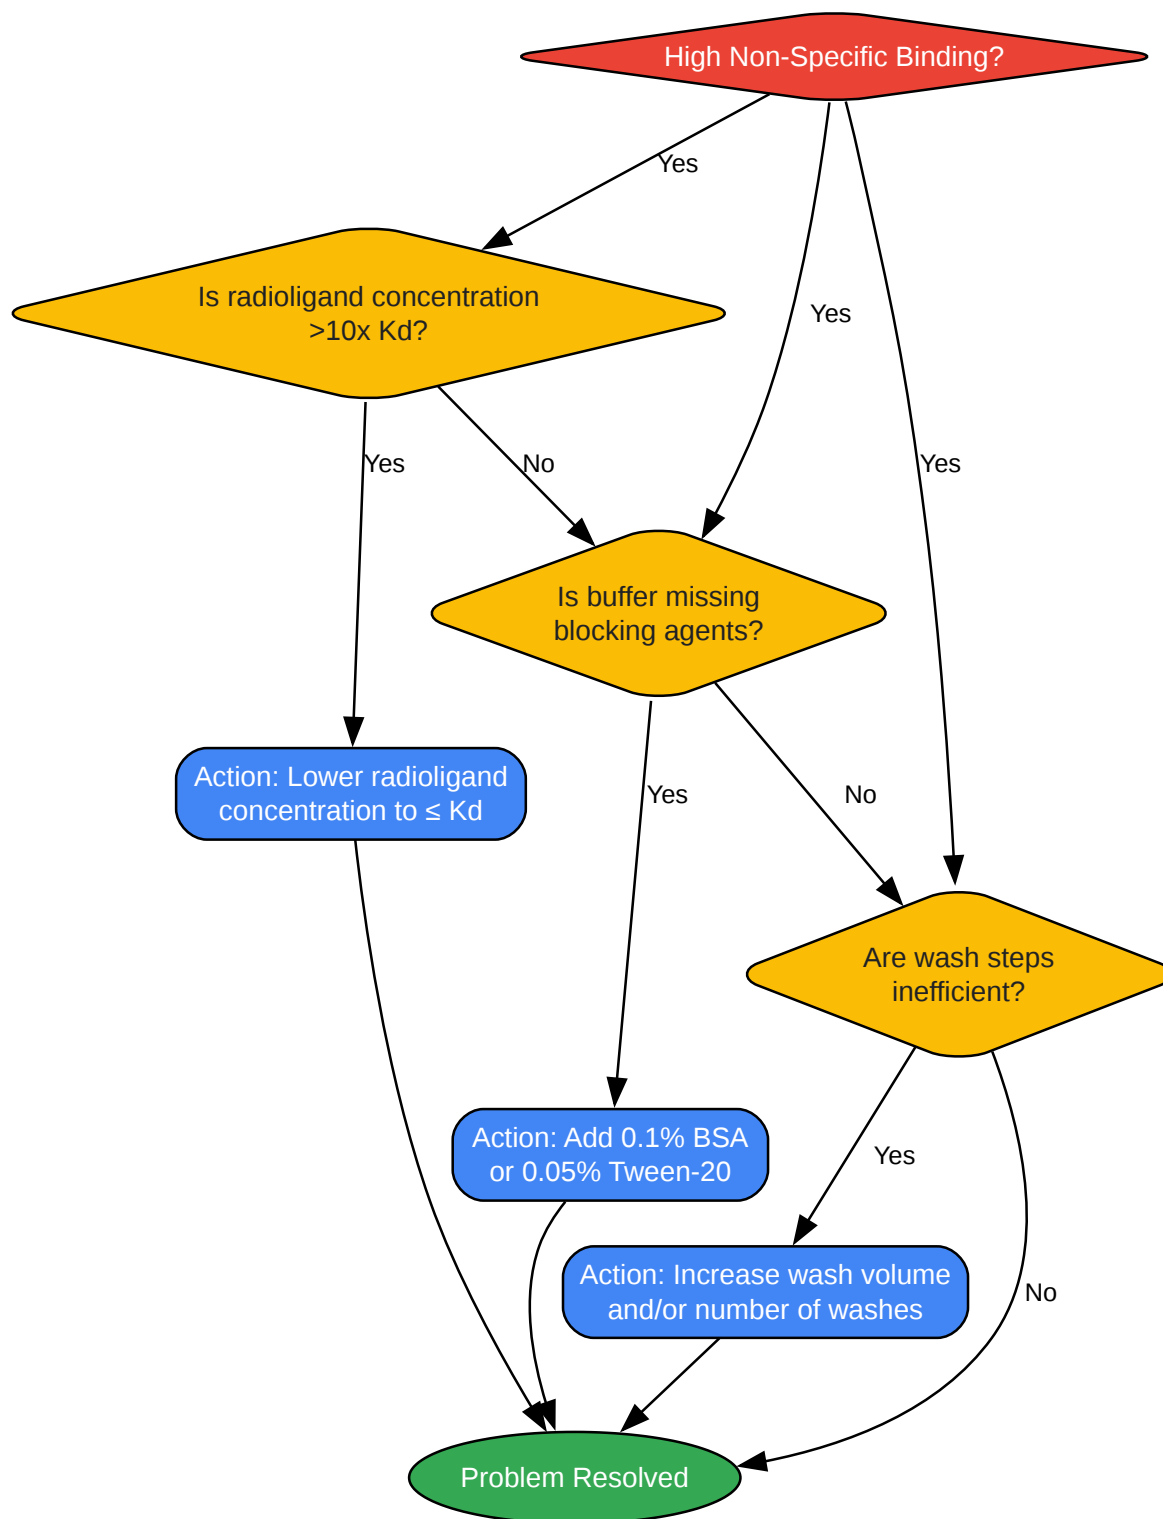 High Non-Specific Binding?
Yes
Is radioligand concentration
>10x Kd?
Yes
Yes
No
Yes
Is buffer missing
blocking agents?
Action: Lower radioligand
concentration to ≤ Kd
Yes
No
Are wash steps
inefficient?
Action: Add 0.1% BSA
or 0.05% Tween-20
Yes
Action: Increase wash volume
and/or number of washes
No
Problem Resolved